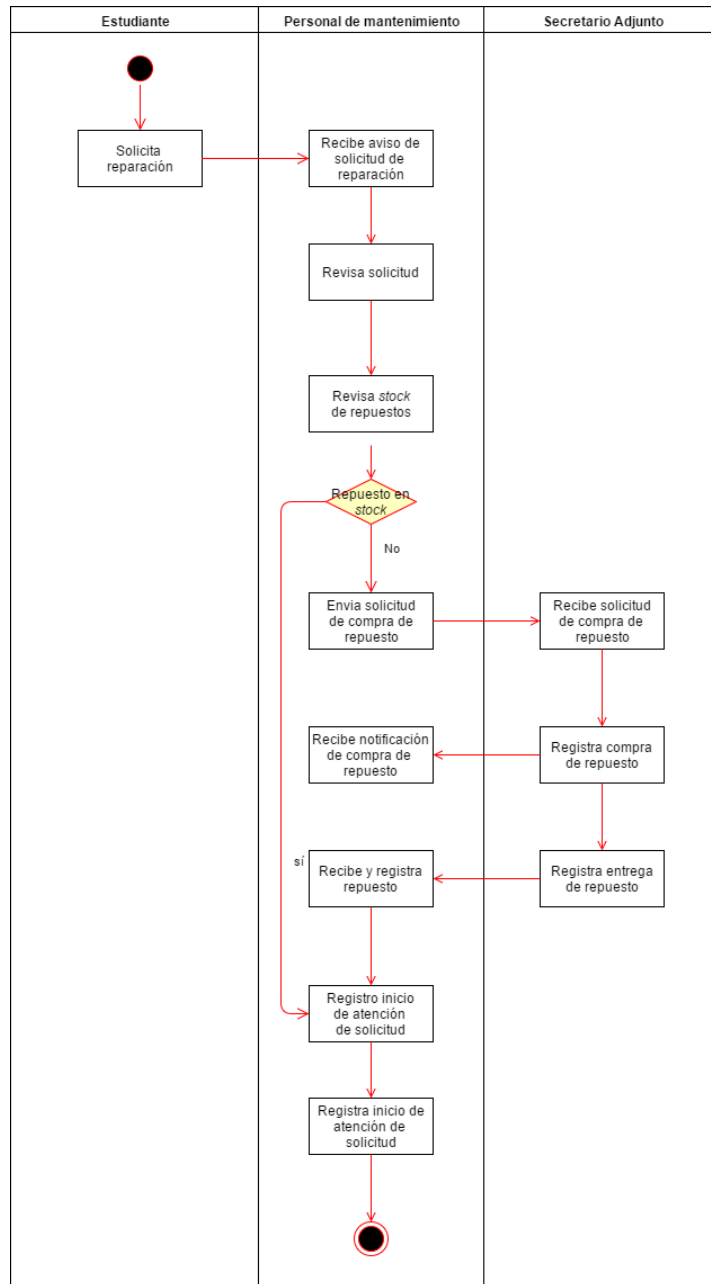 Estudiante
Personal de mantenimiento
Secretario Adjunto
Solicita
reparación
Recibe aviso de
solicitud de
reparación
Revisa solicitud
Revisa stock
de repuestos
Repuesto en
stock
No
Envia solicitud
de compra de
repuesto
Recibe solicitud
de compra de
repuesto
Recibe notificación
de compra de
repuesto
Registra compra
de repuesto
sí
Recibe y registra
repuesto
Registra entrega
de repuesto
Registro inicio
de atención
de solicitud
Registra inicio de
atención de
solicitud